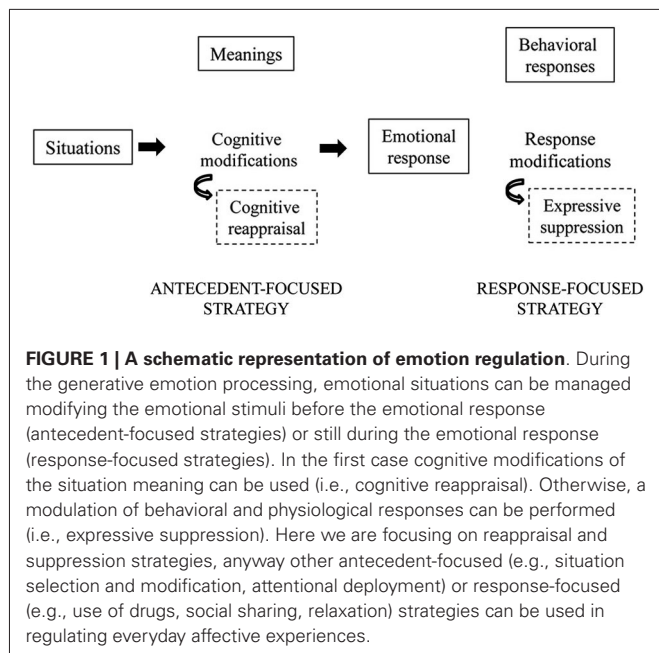 Meanings
Behavioral
responses
Situations
Cognitive
modifications
Emotional
response
Response
modifications
Cognitive
reappraisal
Expressive
suppression
ANTECEDENT-FOCUSED
STRATEGY
RESPONSE-FOCUSED
STRATEGY
FIGURE 1 | A schematic representation of emotion regulation. During
the generative emotion processing, emotional situations can be managed
modifying the emotional stimuli before the emotional response
(antecedent-focused strategies) or still during the emotional response
(response-focused strategies). In the first case cognitive modifications of
the situation meaning can be used (i.e., cognitive reappraisal). Otherwise, a
modulation of behavioral and physiological responses can be performed
(i.e., expressive suppression). Here we are focusing on reappraisal and
suppression strategies, anyway other antecedent-focused (e.g., situation
selection and modification, attentional deployment) or response-focused
(e.g., use of drugs, social sharing, relaxation) strategies can be used in
regulating everyday affective experiences.